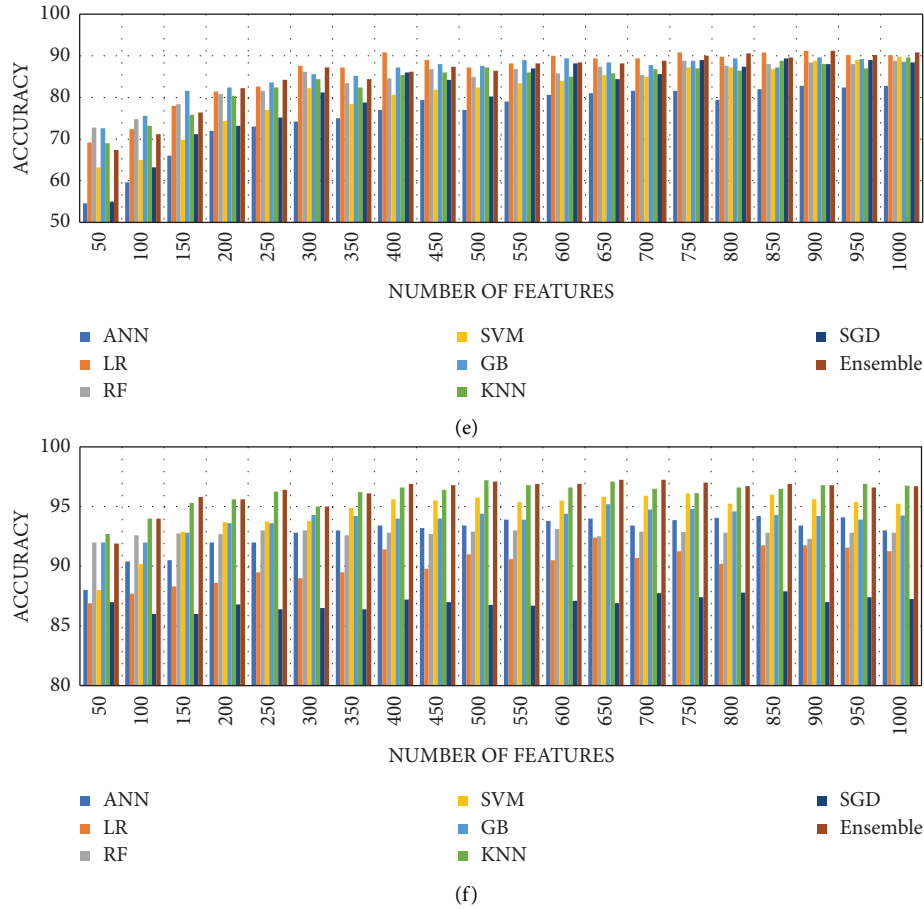 100
90
80
70
60
50
ACCURACY
50 100 150 200 250 300 350 400 450 500 550 600 650 700 750 800 850 900 950 1000
NUMBER OF FEATURES
ANN SVM SGD
LR GB Ensemble
RF KNN
(e)
100
95
90
85
80
ACCURACY
50 100 150 200 250 300 350 400 450 500 550 600 650 700 750 800 850 900 950 1000
NUMBER OF FEATURES
ANN SVM SGD
LR GB Ensemble
RF KNN
(f)